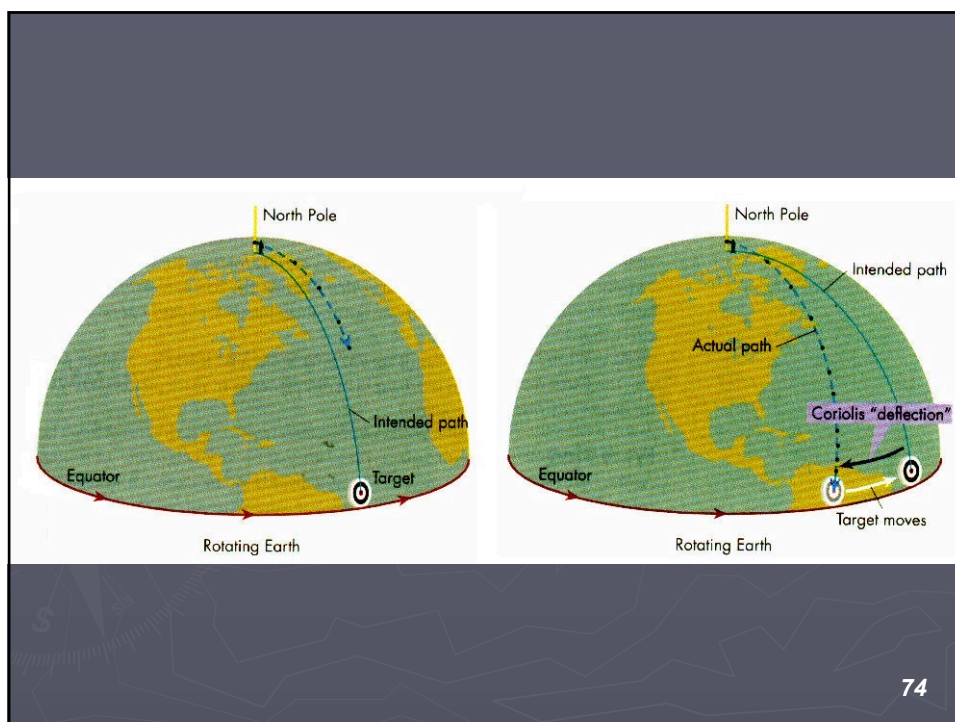 North Pole
Intended path
Equator
Target
Rotating Earth
North Pole
Intended path
Actual path
Coriolis "deflection"
Equator
Target moves
Rotating Earth
S
74